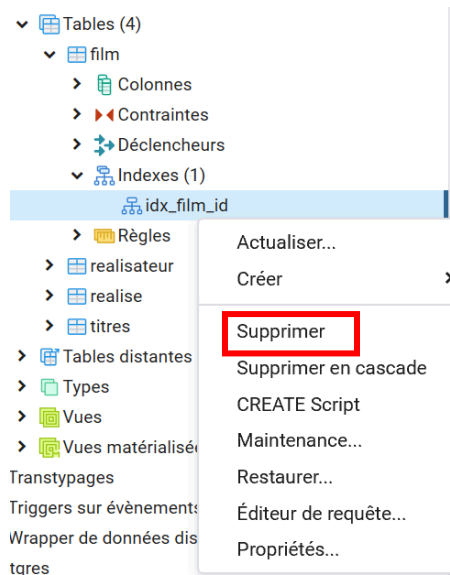 Tables (4)
film
Colonnes
Contraintes
Déclencheurs
Indexes (1)
idx_film_id
Règles
realisateur
realise
titres
Tables distantes
Types
Vues
Vues matérialisée
Transtypages
Triggers sur évènements
Wrapper de données dis
tgres
Actualiser...
Créer
Supprimer
Supprimer en cascade
CREATE Script
Maintenance...
Restaurer...
Éditeur de requête...
Propriétés...